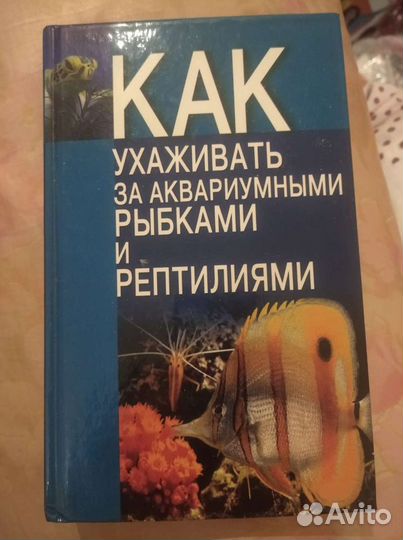 КАК
УХАЖИВАТЬ
ЗА АКВАРИУМНЫМИ
РЫБКАМИ
И
РЕПТИЛИЯМИ
Avito